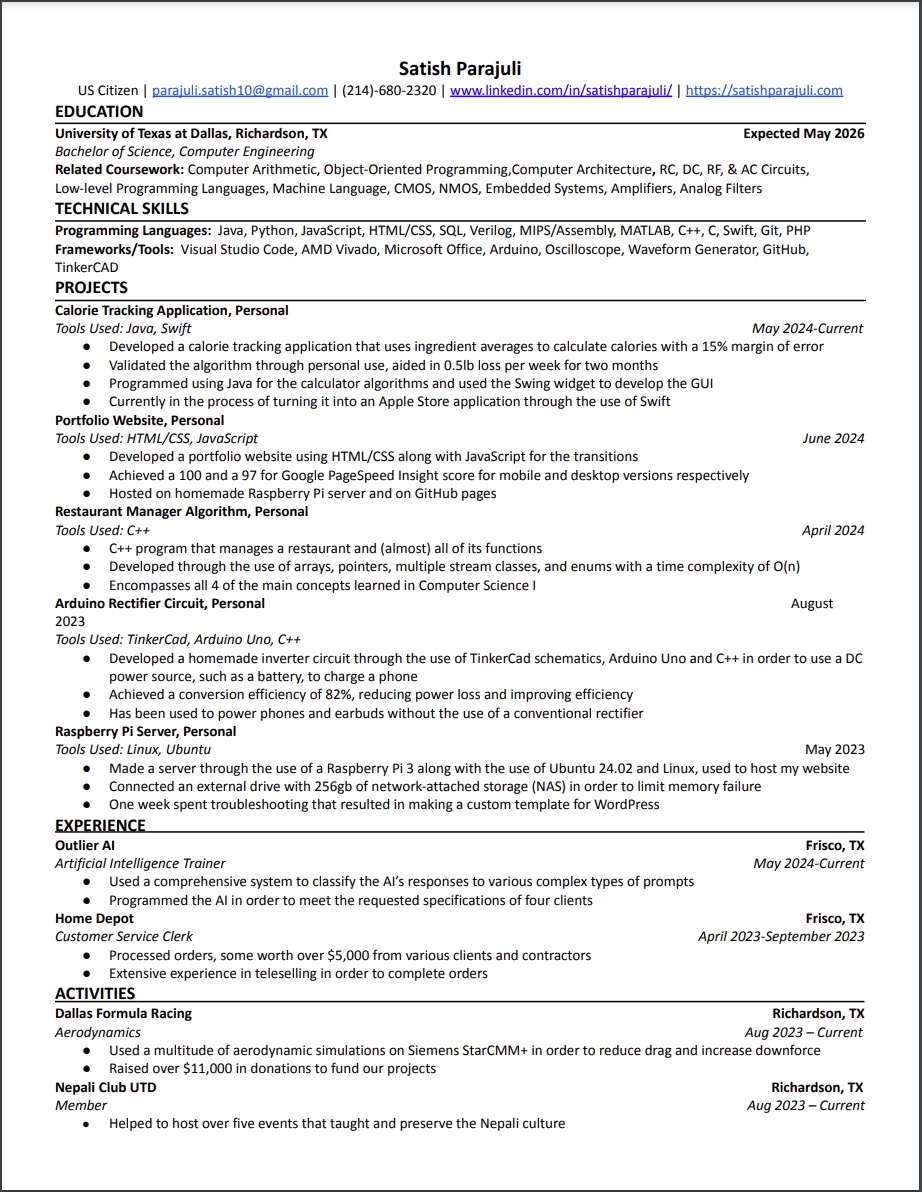 Satish Parajuli
US Citizen | parajuli.satish10@gmail.com | (214)-680-2320 | www.linkedin.com/in/satishparajuli/ | https://satishparajuli.com
EDUCATION
University of Texas at Dallas, Richardson, TX Expected May 2026
Bachelor of Science, Computer Engineering
Related Coursework: Computer Arithmetic, Object-Oriented Programming,Computer Architecture, RC, DC, RF, & AC Circuits,
Low-level Programming Languages, Machine Language, CMOS, NMOS, Embedded Systems, Amplifiers, Analog Filters
TECHNICAL SKILLS
Programming Languages: Java, Python, JavaScript, HTML/CSS, SQL, Verilog, MIPS/Assembly, MATLAB, C++, C, Swift, Git, PHP
Frameworks/Tools: Visual Studio Code, AMD Vivado, Microsoft Office, Arduino, Oscilloscope, Waveform Generator, GitHub,
TinkerCAD
PROJECTS
Calorie Tracking Application, Personal
Tools Used: Java, Swift May 2024-Current
● Developed a calorie tracking application that uses ingredient averages to calculate calories with a 15% margin of error
● Validated the algorithm through personal use, aided in 0.5lb loss per week for two months
● Programmed using Java for the calculator algorithms and used the Swing widget to develop the GUI
● Currently in the process of turning it into an Apple Store application through the use of Swift
Portfolio Website, Personal
Tools Used: HTML/CSS, JavaScript June 2024
● Developed a portfolio website using HTML/CSS along with JavaScript for the transitions
● Achieved a 100 and a 97 for Google PageSpeed Insight score for mobile and desktop versions respectively
● Hosted on homemade Raspberry Pi server and on GitHub pages
Restaurant Manager Algorithm, Personal
Tools Used: C++ April 2024
● C++ program that manages a restaurant and (almost) all of its functions
● Developed through the use of arrays, pointers, multiple stream classes, and enums with a time complexity of O(n)
● Encompasses all 4 of the main concepts learned in Computer Science I
Arduino Rectifier Circuit, Personal August
2023
Tools Used: TinkerCad, Arduino Uno, C++
● Developed a homemade inverter circuit through the use of TinkerCad schematics, Arduino Uno and C++ in order to use a DC
power source, such as a battery, to charge a phone
● Achieved a conversion efficiency of 82%, reducing power loss and improving efficiency
● Has been used to power phones and earbuds without the use of a conventional rectifier
Raspberry Pi Server, Personal
Tools Used: Linux, Ubuntu May 2023
● Made a server through the use of a Raspberry Pi 3 along with the use of Ubuntu 24.02 and Linux, used to host my website
● Connected an external drive with 256gb of network-attached storage (NAS) in order to limit memory failure
● One week spent troubleshooting that resulted in making a custom template for WordPress
EXPERIENCE
Outlier AI Frisco, TX
Artificial Intelligence Trainer May 2024-Current
● Used a comprehensive system to classify the AI’s responses to various complex types of prompts
● Programmed the AI in order to meet the requested specifications of four clients
Home Depot Frisco, TX
Customer Service Clerk April 2023-September 2023
● Processed orders, some worth over $5,000 from various clients and contractors
● Extensive experience in teleselling in order to complete orders
ACTIVITIES
Dallas Formula Racing Richardson, TX
Aerodynamics Aug 2023 – Current
● Used a multitude of aerodynamic simulations on Siemens StarCMM+ in order to reduce drag and increase downforce
● Raised over $11,000 in donations to fund our projects
Nepali Club UTD Richardson, TX
Member Aug 2023 – Current
● Helped to host over five events that taught and preserve the Nepali culture